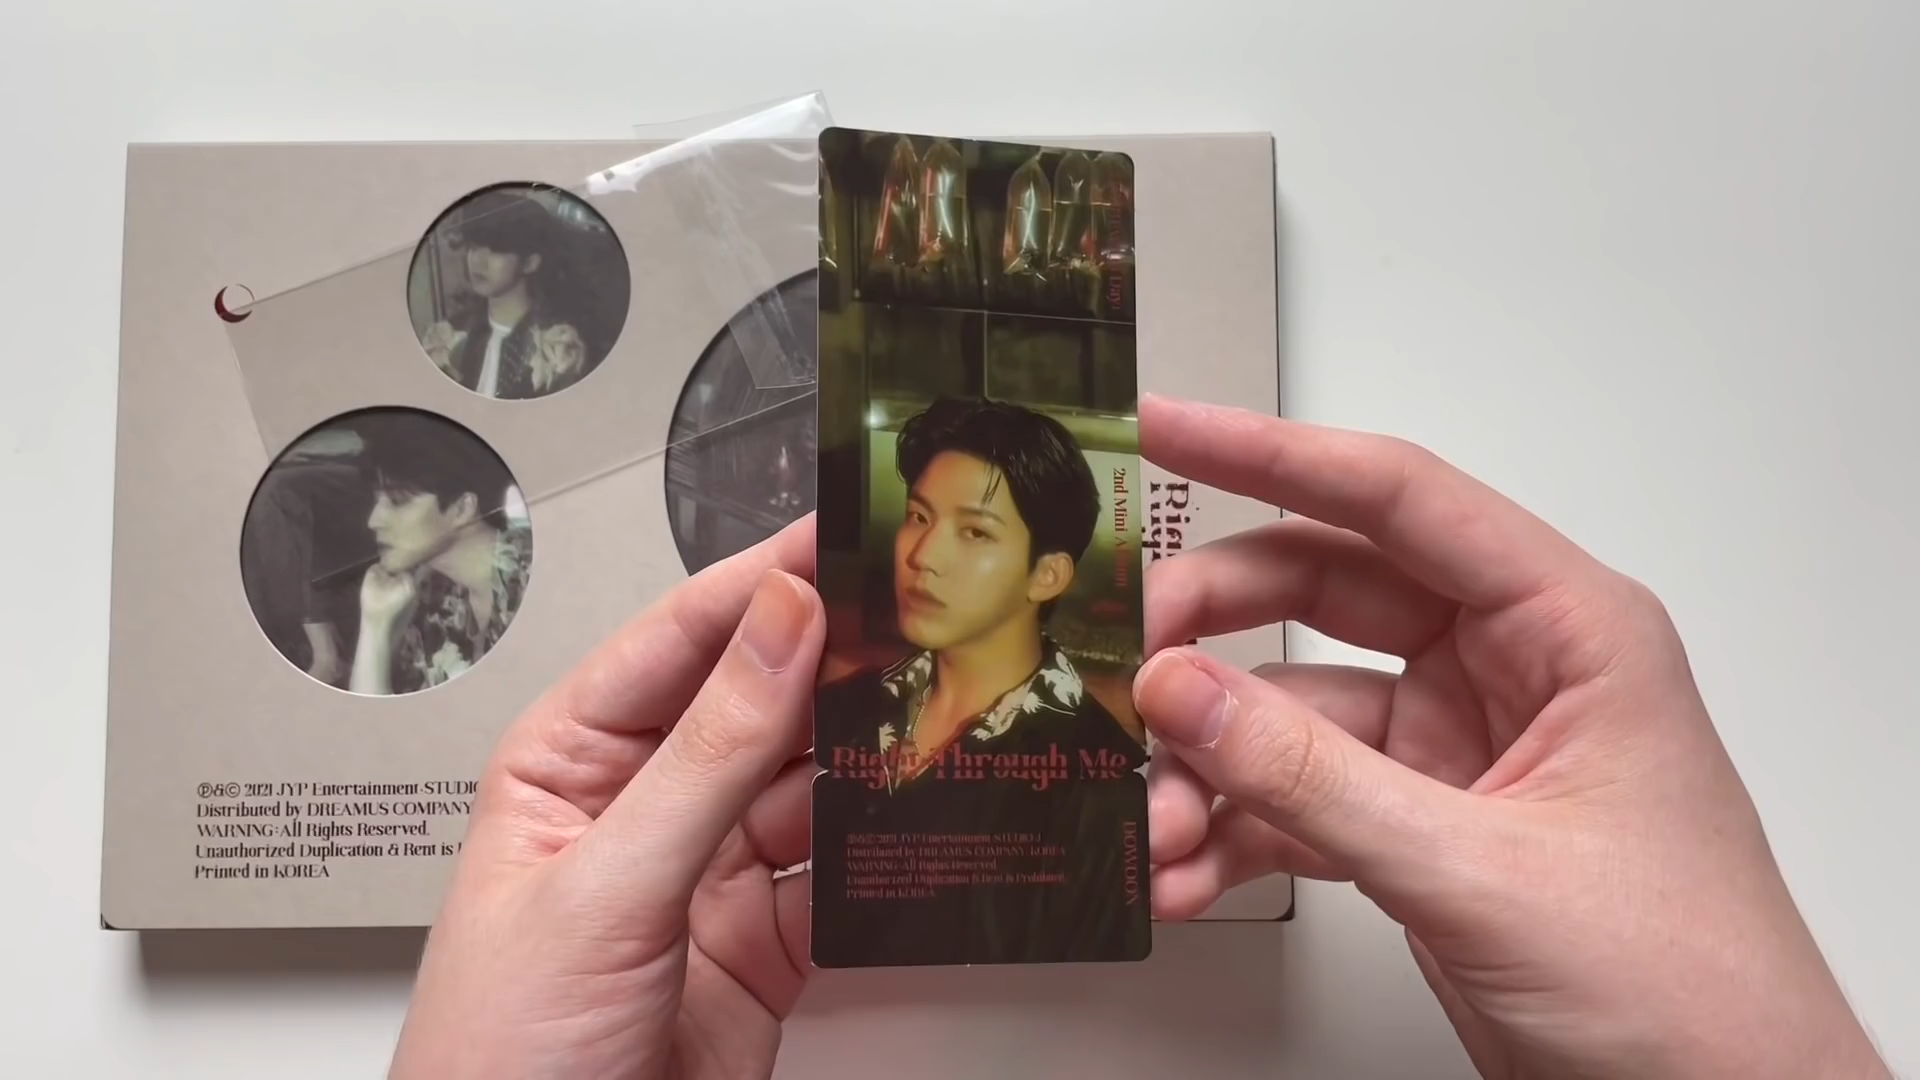 2nd Mini Album
Right Through Me
DOWOON
℗&© 2021 JYP Entertainment STUDIO J
Distributed by DREAMUS COMPANY KOREA
WARNING: All Rights Reserved.
Unauthorized Duplication & Rent is Prohibited.
Printed in KOREA
℗&© 2021 JYP Entertainment·STUDIO
Distributed by DREAMUS COMPANY
WARNING: All Rights Reserved.
Unauthorized Duplication & Rent is
Printed in KOREA